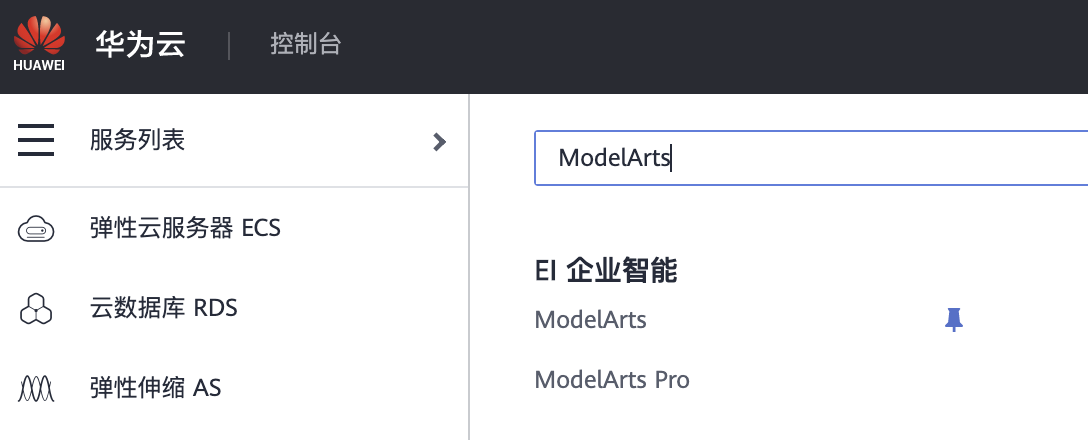 HUAWEI
华为云
控制台
服务列表
ModelArts
弹性云服务器 ECS
云数据库 RDS
弹性伸缩 AS
EI 企业智能
ModelArts
ModelArts Pro